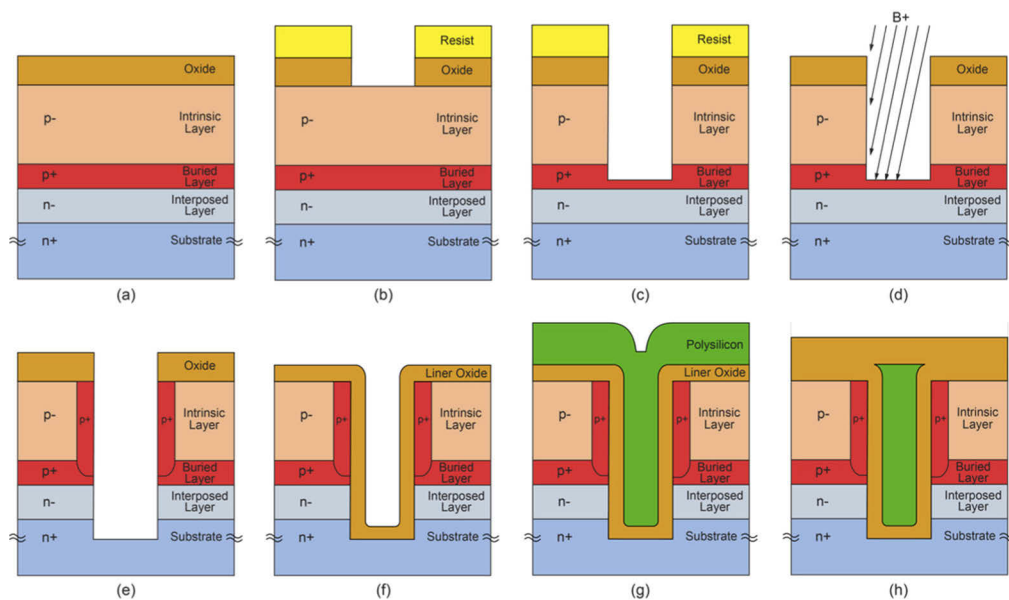 Oxide
p-
Intrinsic
Layer
p+
Buried
Layer
n-
Interposed
Layer
n+
Substrate
(a)
Resist
Oxide
p-
Intrinsic
Layer
p+
Buried
Layer
n-
Interposed
Layer
n+
Substrate
(b)
Resist
Oxide
p-
Intrinsic
Layer
p+
Buried
Layer
n-
Interposed
Layer
n+
Substrate
(c)
B+
Oxide
p-
Intrinsic
Layer
p+
Buried
Layer
n-
Interposed
Layer
n+
Substrate
(d)
Oxide
p-
p+
p+
Intrinsic
Layer
p+
Buried
Layer
n-
Interposed
Layer
n+
Substrate
(e)
Liner Oxide
p-
p+
p+
Intrinsic
Layer
p+
Buried
Layer
n-
Interposed
Layer
n+
Substrate
(f)
Polysilicon
Liner Oxide
p-
p+
p+
Intrinsic
Layer
p+
Buried
Layer
n-
Interposed
Layer
n+
Substrate
(g)
p-
p+
p+
Intrinsic
Layer
p+
Buried
Layer
n-
Interposed
Layer
n+
Substrate
(h)